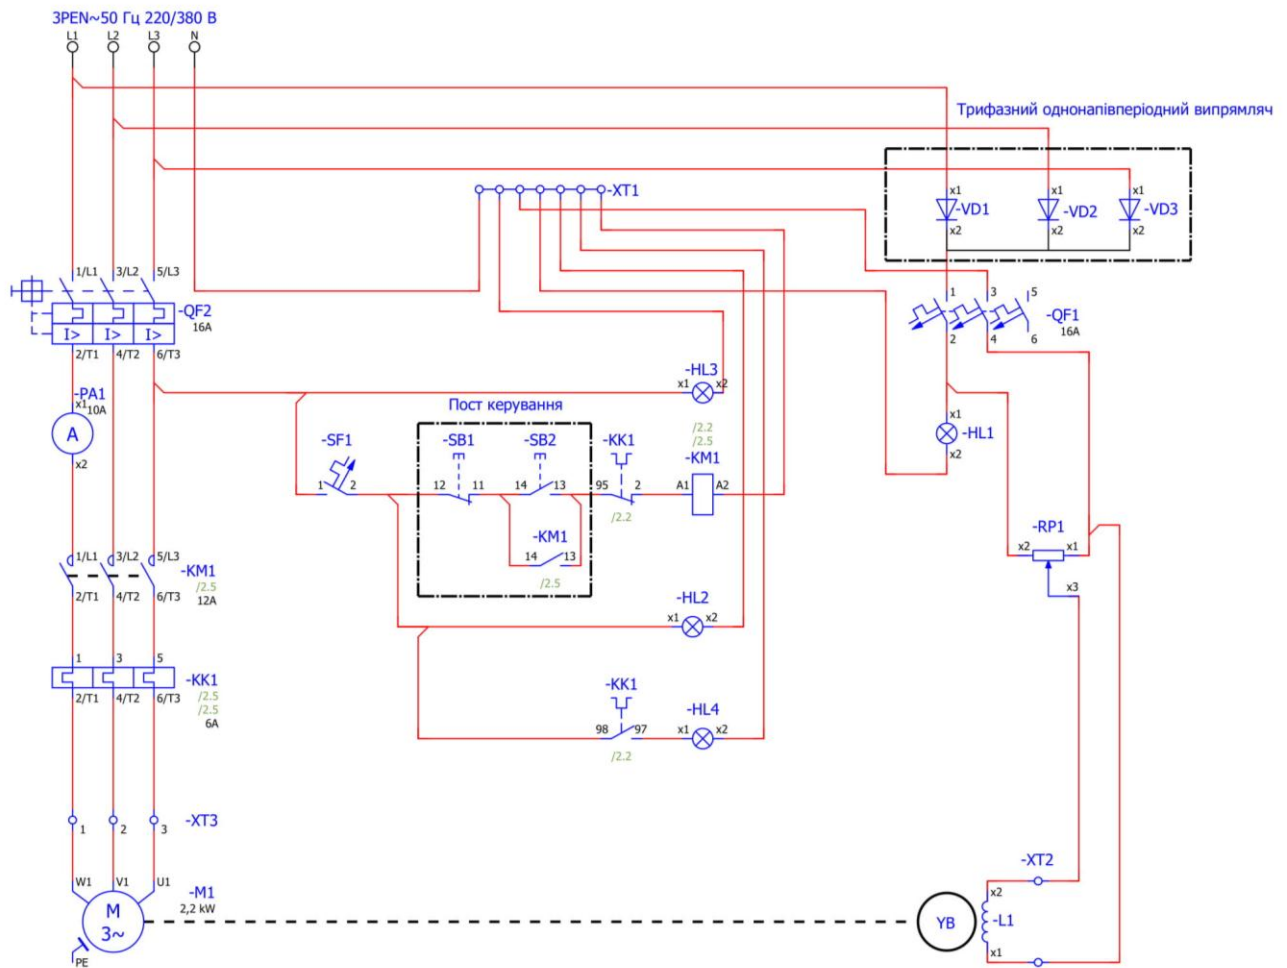 3PEN~50 Гц 220/380 В
L1 L2 L3 N
Трифазний однонапівперіодний випрямляч
-XT1
x1 x1 x1
-VD1 -VD2 -VD3
x2 x2 x2
1/L1 3/L2 5/L3
-QF2
16A
I> I> I>
2/T1 4/T2 6/T3
1 3 5
-QF1
16A
2 4 6
-PA1
x1 10A
A
x2
-HL3
x1 x2
Пост керування
/2.2
/2.5
-SF1 -SB1 -SB2 -KK1 -KM1
1 2 12 11 14 13 95 2 A1 A2
/2.2
-KM1
14 13
/2.5
x1
-HL1
x2
-RP1
x2 x1
x3
1/L1 3/L2 5/L3
-KM1
/2.5
12A
2/T1 4/T2 6/T3
-HL2
x1 x2
1 3 5
-KK1
/2.5
/2.5
6A
2/T1 4/T2 6/T3
-KK1 -HL4
98 97 x1 x2
/2.2
-XT3
1 2 3
W1 V1 U1
-M1
2,2 kW
M
3~
PE
-XT2
x2
YB
-L1
x1